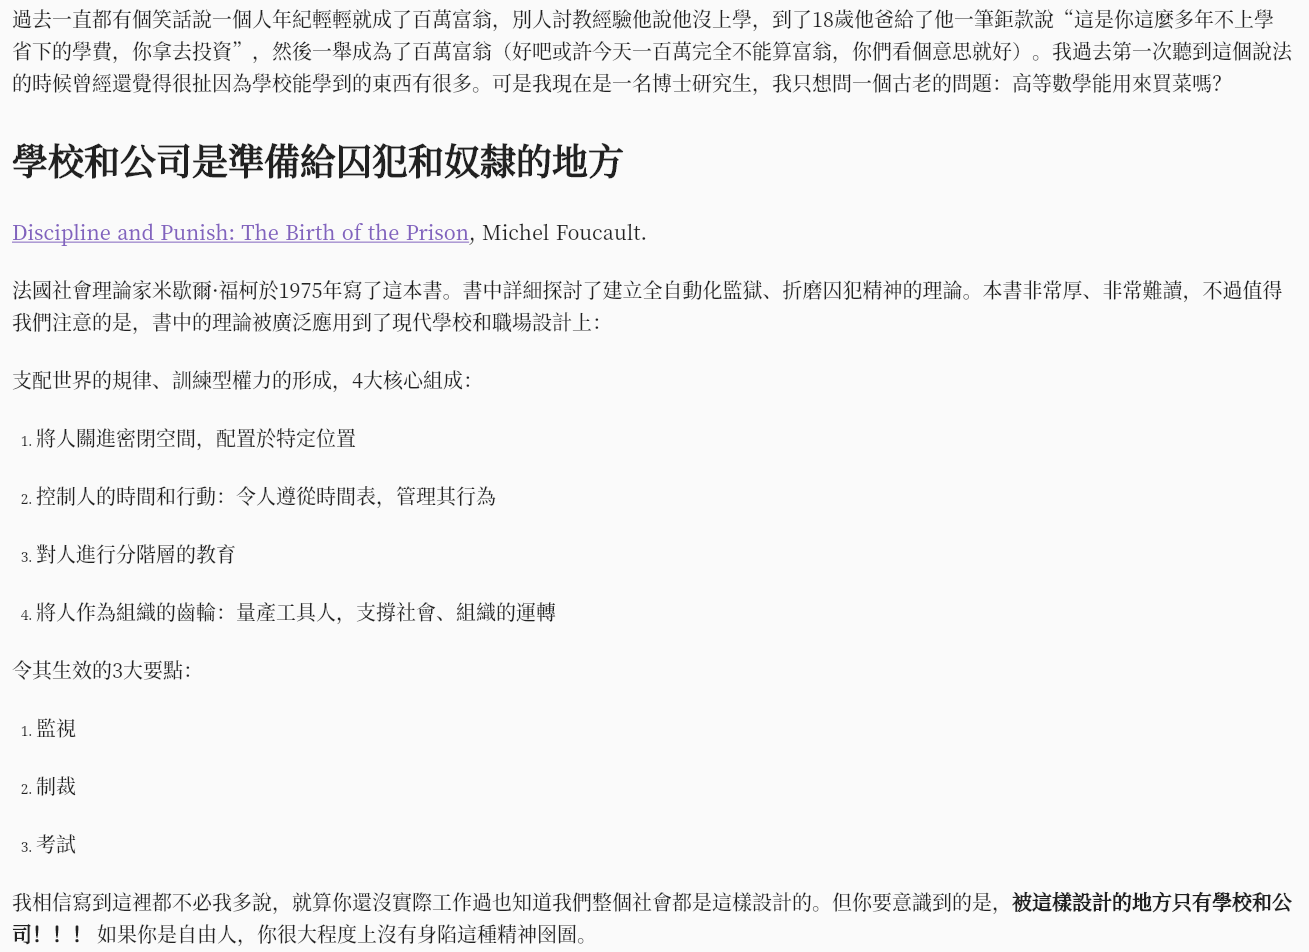 過去一直都有個笑話說一個人年紀輕輕就成了百萬富翁，別人討教經驗他說他沒上學，到了18歲他爸給了他一筆鉅款說“這是你這麼多年不上學
省下的學費，你拿去投資”，然後一舉成為了百萬富翁（好吧或許今天一百萬完全不能算富翁，你們看個意思就好）。我過去第一次聽到這個說法
的時候曾經還覺得很扯因為學校能學到的東西有很多。可是我現在是一名博士研究生，我只想問一個古老的問題：高等數學能用來買菜嗎？
學校和公司是準備給囚犯和奴隸的地方
Discipline and Punish: The Birth of the Prison, Michel Foucault.
法國社會理論家米歇爾·福柯於1975年寫了這本書。書中詳細探討了建立全自動化監獄、折磨囚犯精神的理論。本書非常厚、非常難讀，不過值得
我們注意的是，書中的理論被廣泛應用到了現代學校和職場設計上：
支配世界的規律、訓練型權力的形成，4大核心組成：
1. 將人關進密閉空間，配置於特定位置
2. 控制人的時間和行動：令人遵從時間表，管理其行為
3. 對人進行分階層的教育
4. 將人作為組織的齒輪：量產工具人，支撐社會、組織的運轉
令其生效的3大要點：
1. 監視
2. 制裁
3. 考試
我相信寫到這裡都不必我多說，就算你還沒實際工作過也知道我們整個社會都是這樣設計的。但你要意識到的是，被這樣設計的地方只有學校和公
司！！！ 如果你是自由人，你很大程度上沒有身陷這種精神囹圄。